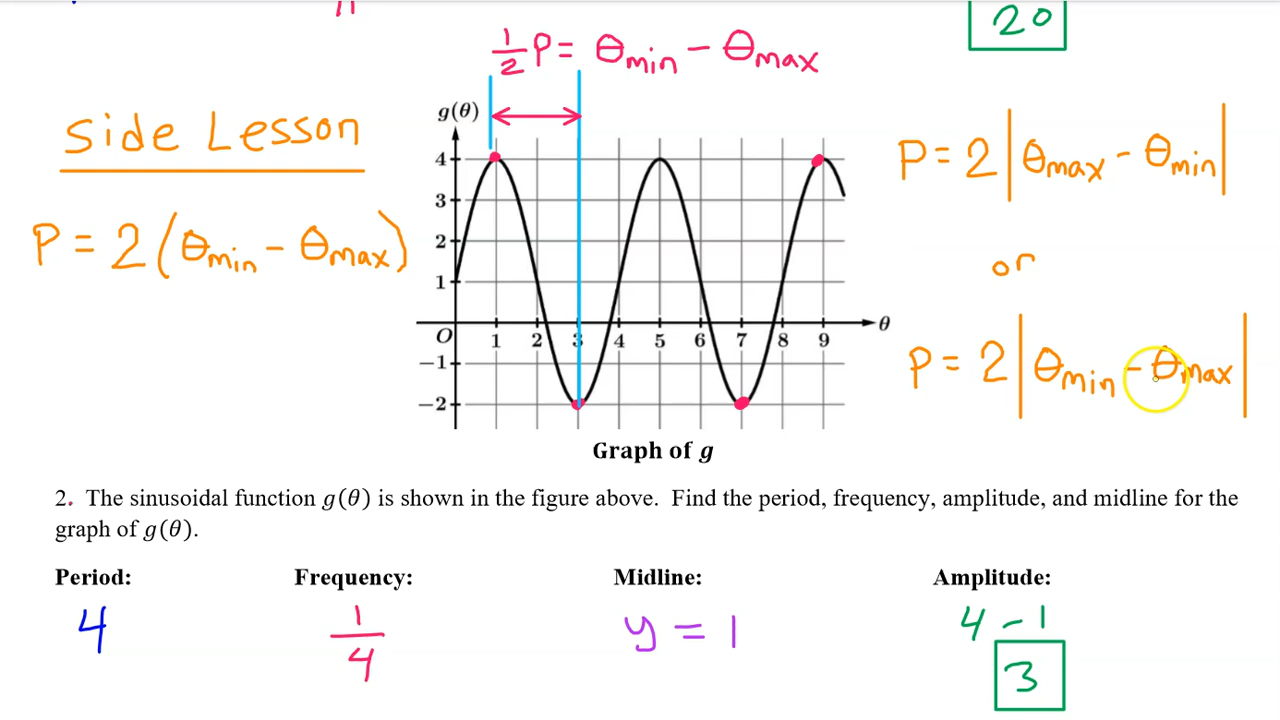 20
1/2 P = θmin - θmax
Side Lesson
P = 2(θmin - θmax)
g(θ)
4
3
2
1
O 1 2 3 4 5 6 7 8 9 θ
-1
-2
Graph of g
P = 2|θmax - θmin|
or
P = 2|θmin - θmax|
2. The sinusoidal function g(θ) is shown in the figure above. Find the period, frequency, amplitude, and midline for the
graph of g(θ).
Period: Frequency: Midline: Amplitude:
4 1/4 y = 1 4 - 1
3